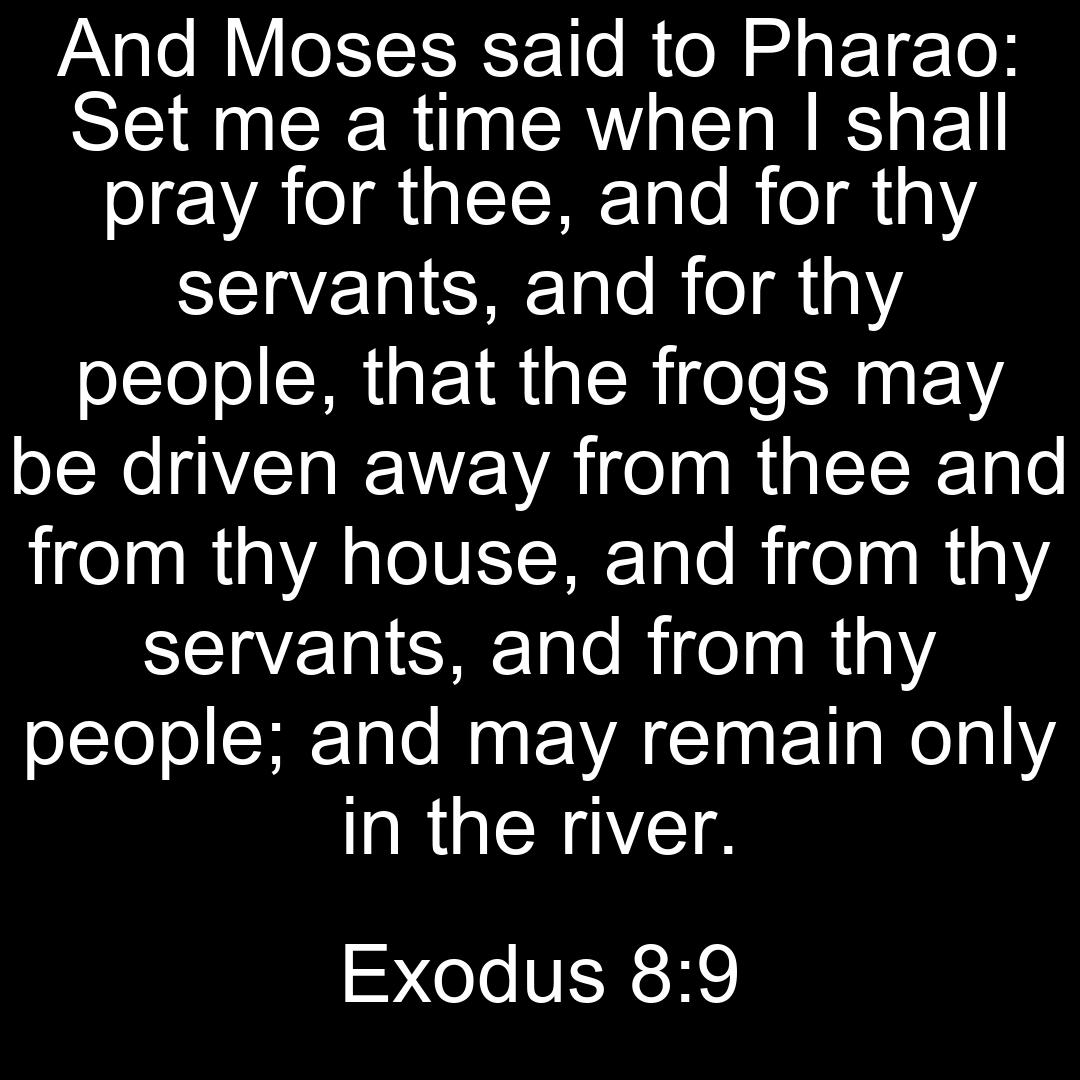 And Moses said to Pharao:
Set me a time when I shall
pray for thee, and for thy
servants, and for thy
people, that the frogs may
be driven away from thee and
from thy house, and from thy
servants, and from thy
people; and may remain only
in the river.
Exodus 8:9